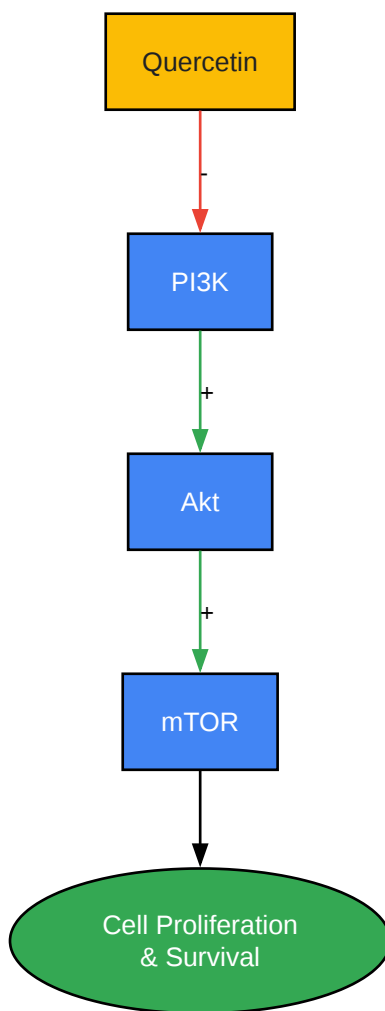 Quercetin
-
PI3K
+
Akt
+
mTOR
Cell Proliferation
& Survival